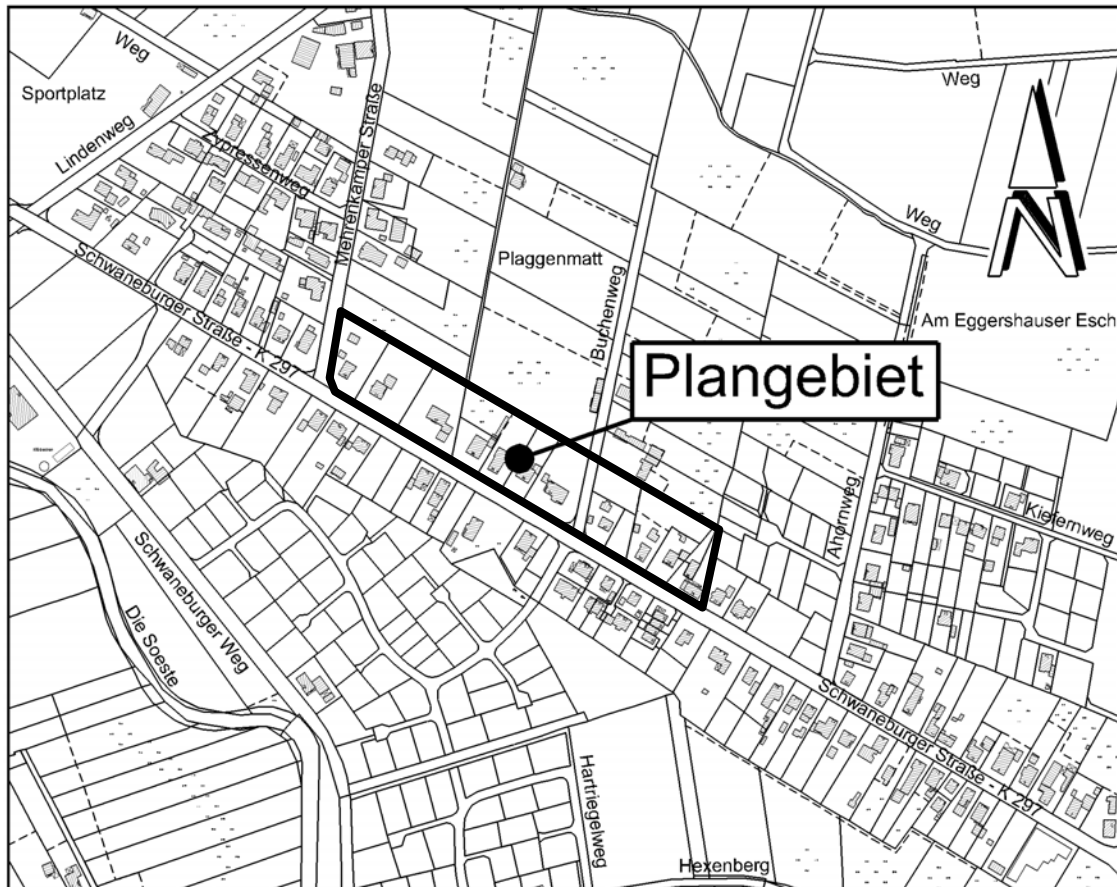 Weg
Sportplatz
Lindenweg
Zypressenweg
Mehrenkamper Straße
Weg
Weg
N
Schwaneburger Straße - K 297
Plaggenmatt
Buchenweg
Am Eggershauser Esch
Plangebiet
Ahornweg
Kiefernweg
Schwaneburger Weg
Die Soeste
Schwaneburger Straße - K 297
Hartriegelweg
Hexenberg